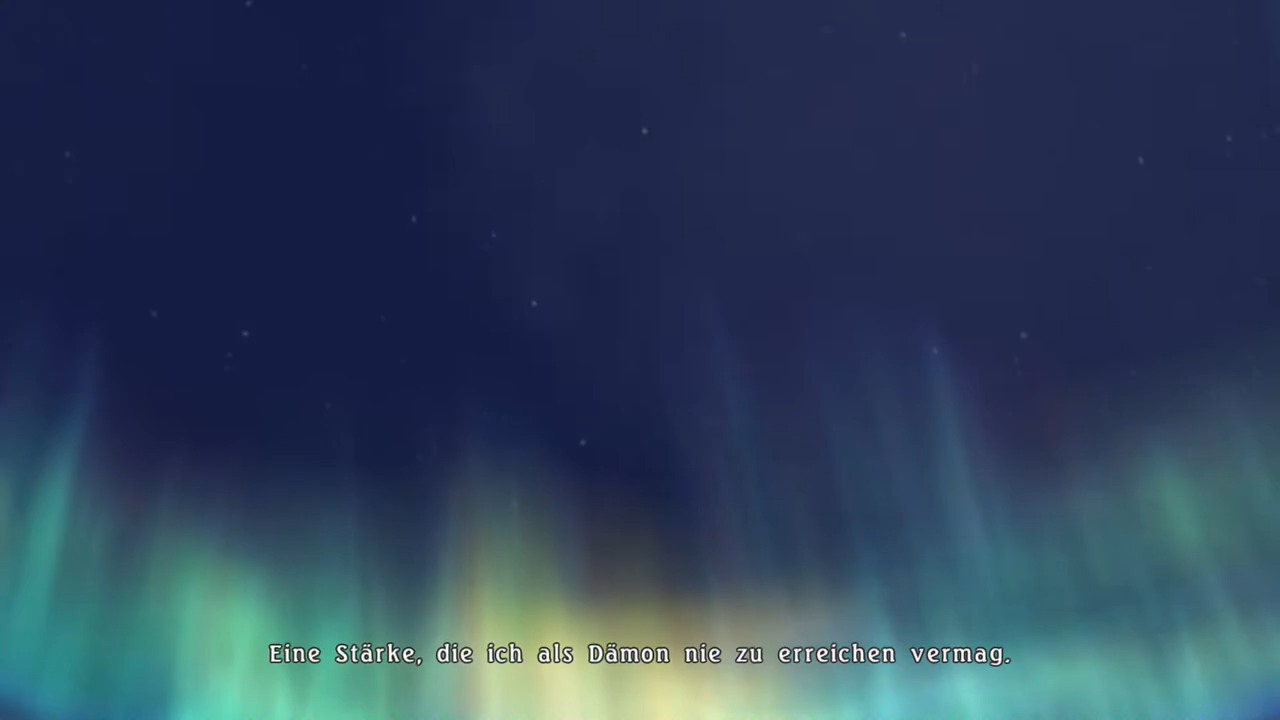 Eine Stärke, die ich als Dämon nie zu erreichen vermag.